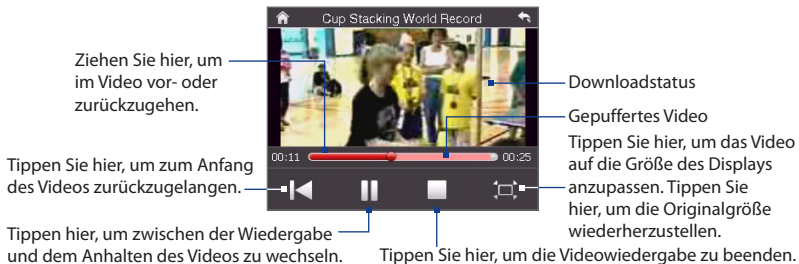 Cup Stacking World Record
Ziehen Sie hier, um
im Video vor- oder
zurückzugehen.
Downloadstatus
Gepuffertes Video
00:11
00:25
Tippen Sie hier, um das Video
auf die Größe des Displays
anzupassen. Tippen Sie
hier, um die Originalgröße
wiederherzustellen.
Tippen Sie hier, um zum Anfang
des Videos zurückzugelangen.
Tippen hier, um zwischen der Wiedergabe
und dem Anhalten des Videos zu wechseln.
Tippen Sie hier, um die Videowiedergabe zu beenden.